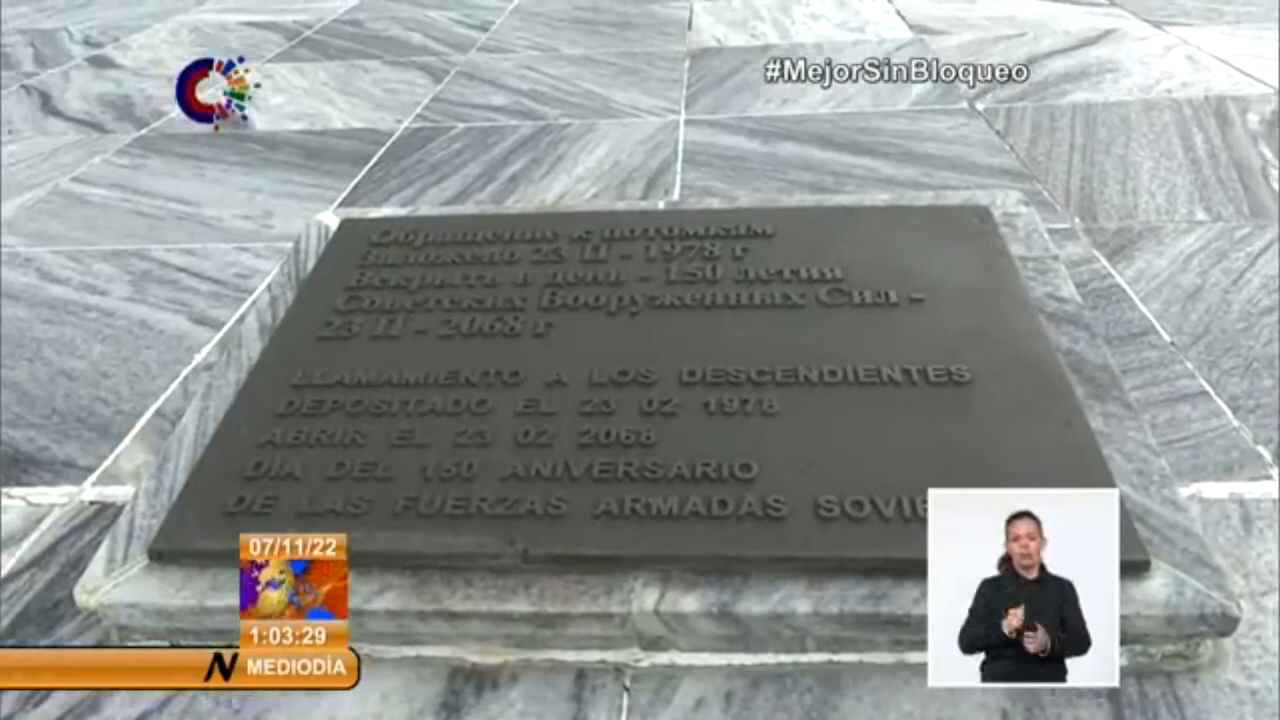 #MejorSinBloqueo
Обращение к потомкам
Заложено 23 II - 1978 г
Вскрыть в день - 150 летия
Советских Вооруженных Сил -
23 II - 2068 г
LLAMAMIENTO A LOS DESCENDIENTES
DEPOSITADO EL 23 02 1978
ABRIR EL 23 02 2068
DIA DEL 150 ANIVERSARIO
DE LAS FUERZAS ARMADAS
07/11/22
1:03:29
N MEDIODÍA